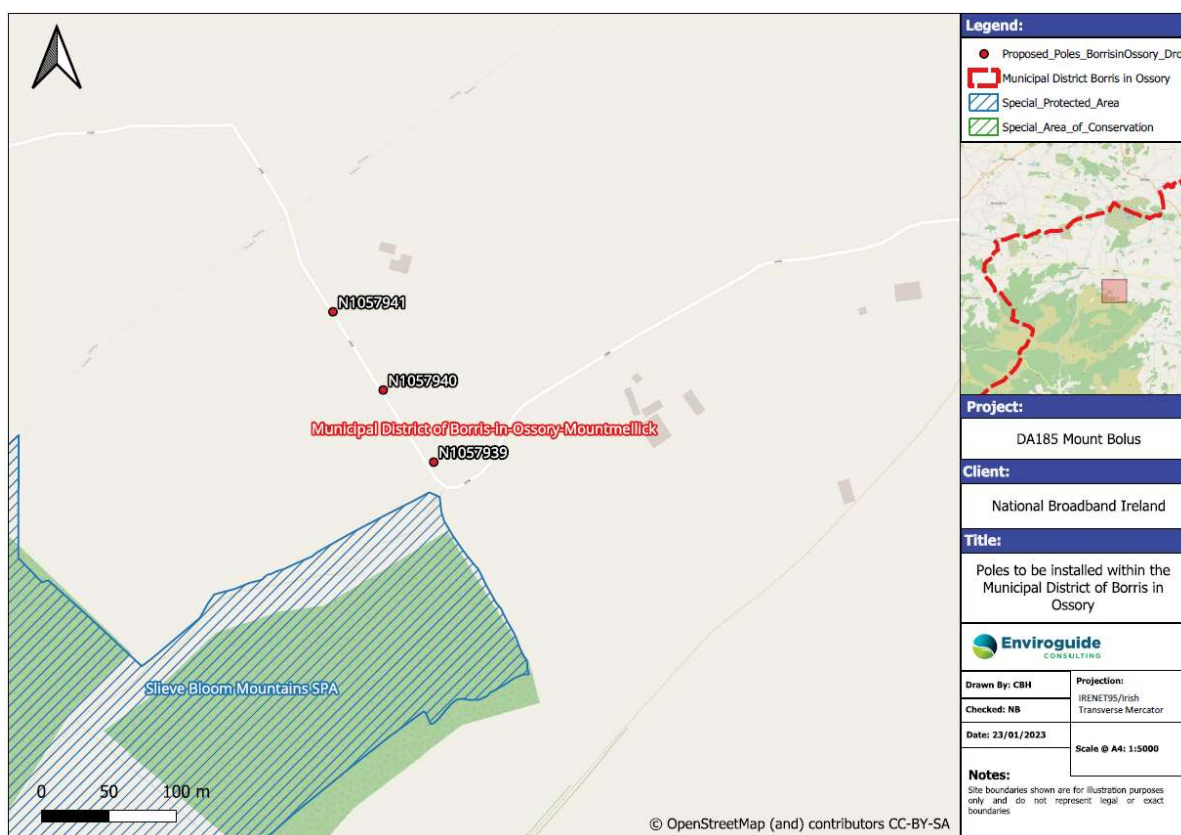 N1057941
N1057940
Municipal District of Borris-in-Ossory-Mountmellick
N1057939
Slieve Bloom Mountains SPA
0 50 100 m
© OpenStreetMap (and) contributors CC-BY-SA
Legend:
Proposed_Poles_BorrisinOssory_Dro
Municipal District Borris in Ossory
Special_Protected_Area
Special_Area_of_Conservation
Project:
DA185 Mount Bolus
Client:
National Broadband Ireland
Title:
Poles to be installed within the
Municipal District of Borris in
Ossory
Enviroguide
CONSULTING
Drawn By: CBH
Checked: NB
Date: 23/01/2023
Projection:
IRENET95/Irish
Transverse Mercator
Scale @ A4: 1:5000
Notes:
Site boundaries shown are for illustration purposes
only and do not represent legal or exact
boundaries